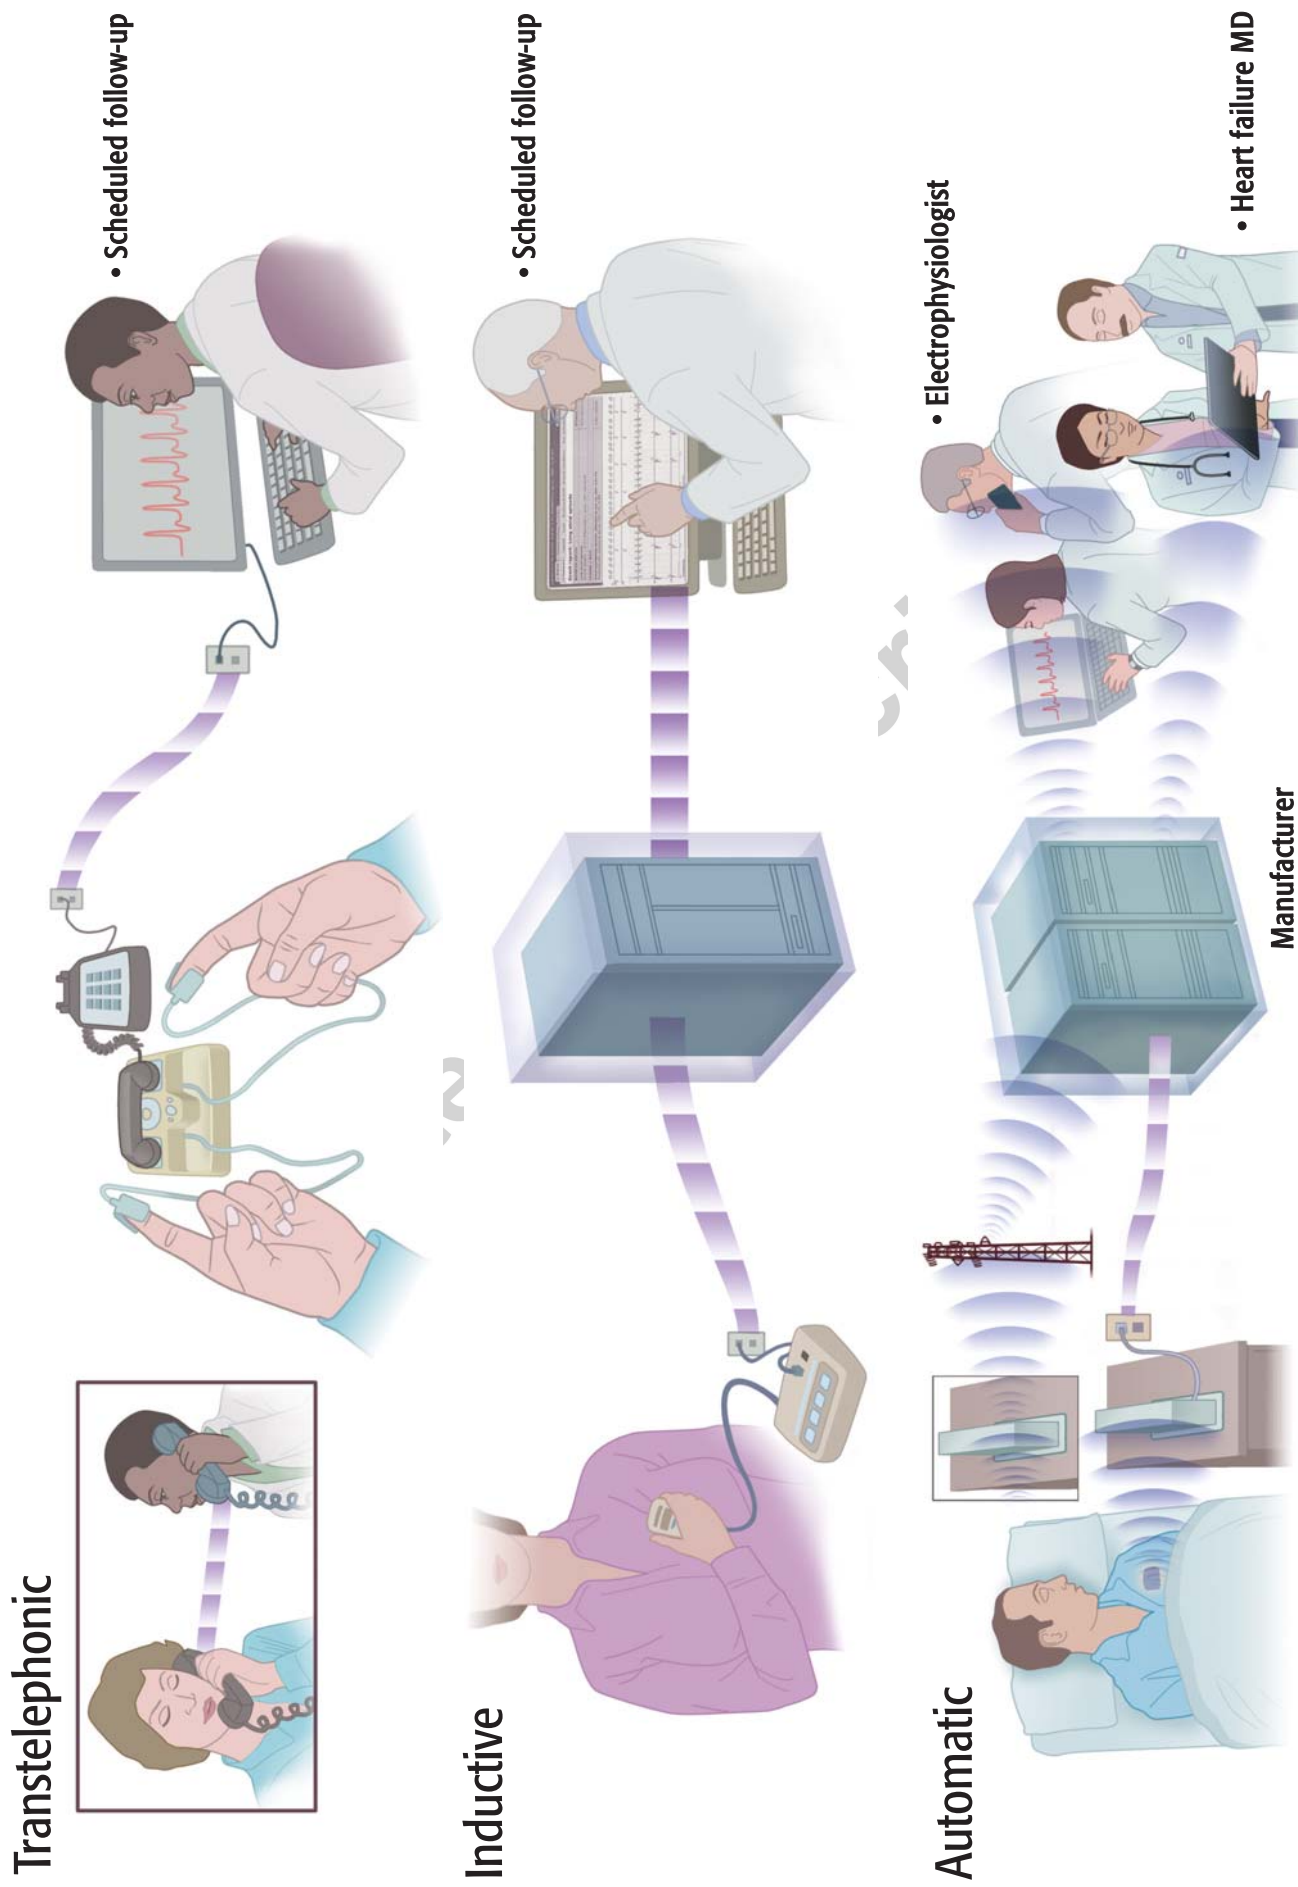 Transtelephonic
• Scheduled follow-up
Inductive
• Scheduled follow-up
Automatic
• Electrophysiologist
Manufacturer
• Heart failure MD